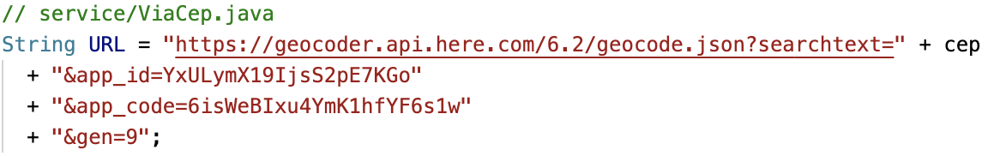 // service/ViaCep.java
String URL = "https://geocoder.api.here.com/6.2/geocode.json?searchtext=" + cep
+ "&app_id=YxULymX19IjsS2pE7KGo"
+ "&app_code=6isWeBIxu4YmK1hfYF6s1w"
+ "&gen=9";